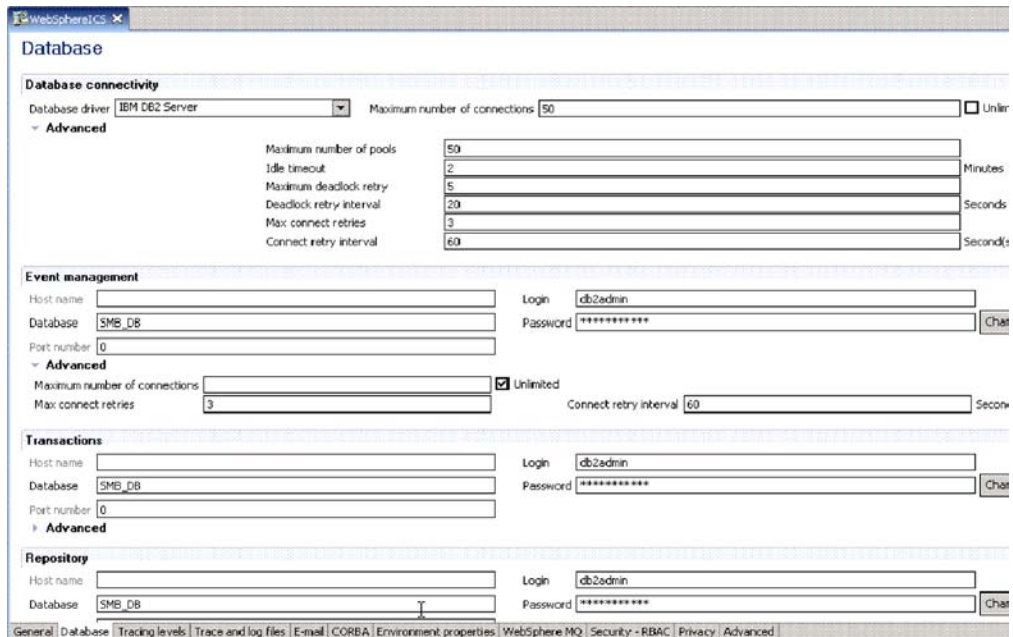 WebSphereICS
Database
Database connectivity
Database driver IBM DB2 Server Maximum number of connections 50 Unlim
Advanced
Maximum number of pools 50
Idle timeout 2 Minutes
Maximum deadlock retry 5
Deadlock retry interval 20 Seconds
Max connect retries 3
Connect retry interval 60 Second(s
Event management
Host name Login db2admin
Database SMB_DB Password *********** Char
Port number 0
Advanced
Maximum number of connections Unlimited
Max connect retries 3 Connect retry interval 60 Secon
Transactions
Host name Login db2admin
Database SMB_DB Password *********** Char
Port number 0
Advanced
Repository
Host name Login db2admin
Database SMB_DB Password *********** Char
General Database Tracing levels Trace and log files E-mail CORBA Environment properties WebSphere MQ Security - RBAC Privacy Advanced